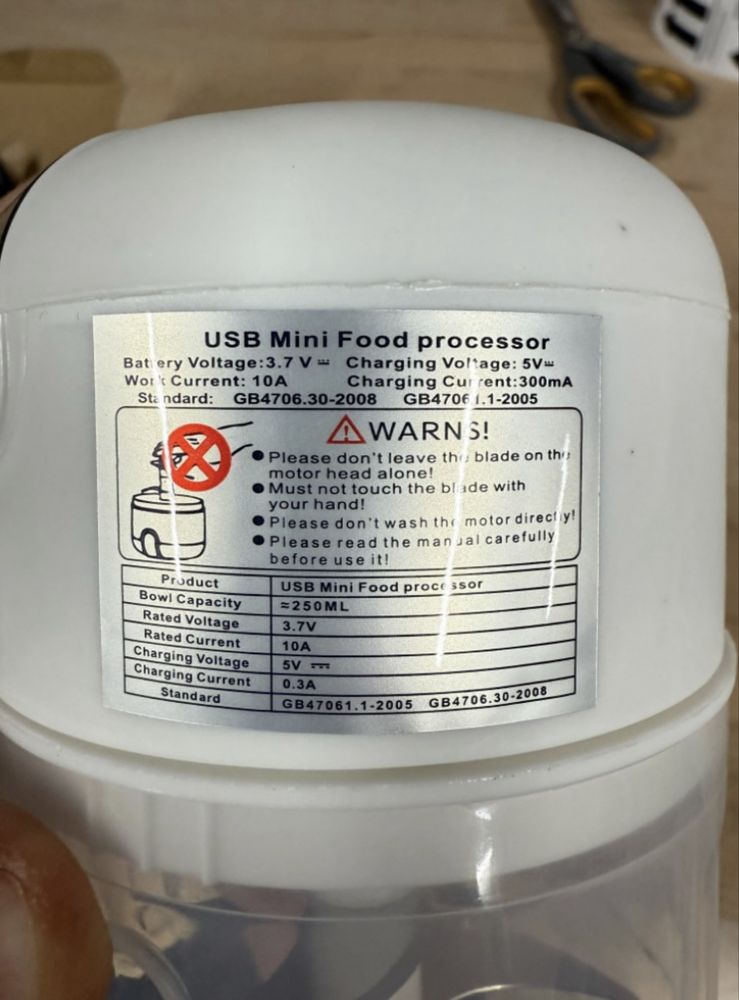 USB Mini Food processor
Battery Voltage:3.7 V ⎓ Charging Voltage: 5V⎓
Work Current: 10A Charging Current:300mA
Standard: GB4706.30-2008 GB47061.1-2005
WARNS!
● Please don't leave the blade on the
motor head alone!
● Must not touch the blade with
your hand!
● Please don't wash the motor directly!
● Please read the manual carefully
before use it!
Product USB Mini Food processor
Bowl Capacity ≈250ML
Rated Voltage 3.7V
Rated Current 10A
Charging Voltage 5V ⎓
Charging Current 0.3A
Standard GB47061.1-2005 GB4706.30-2008